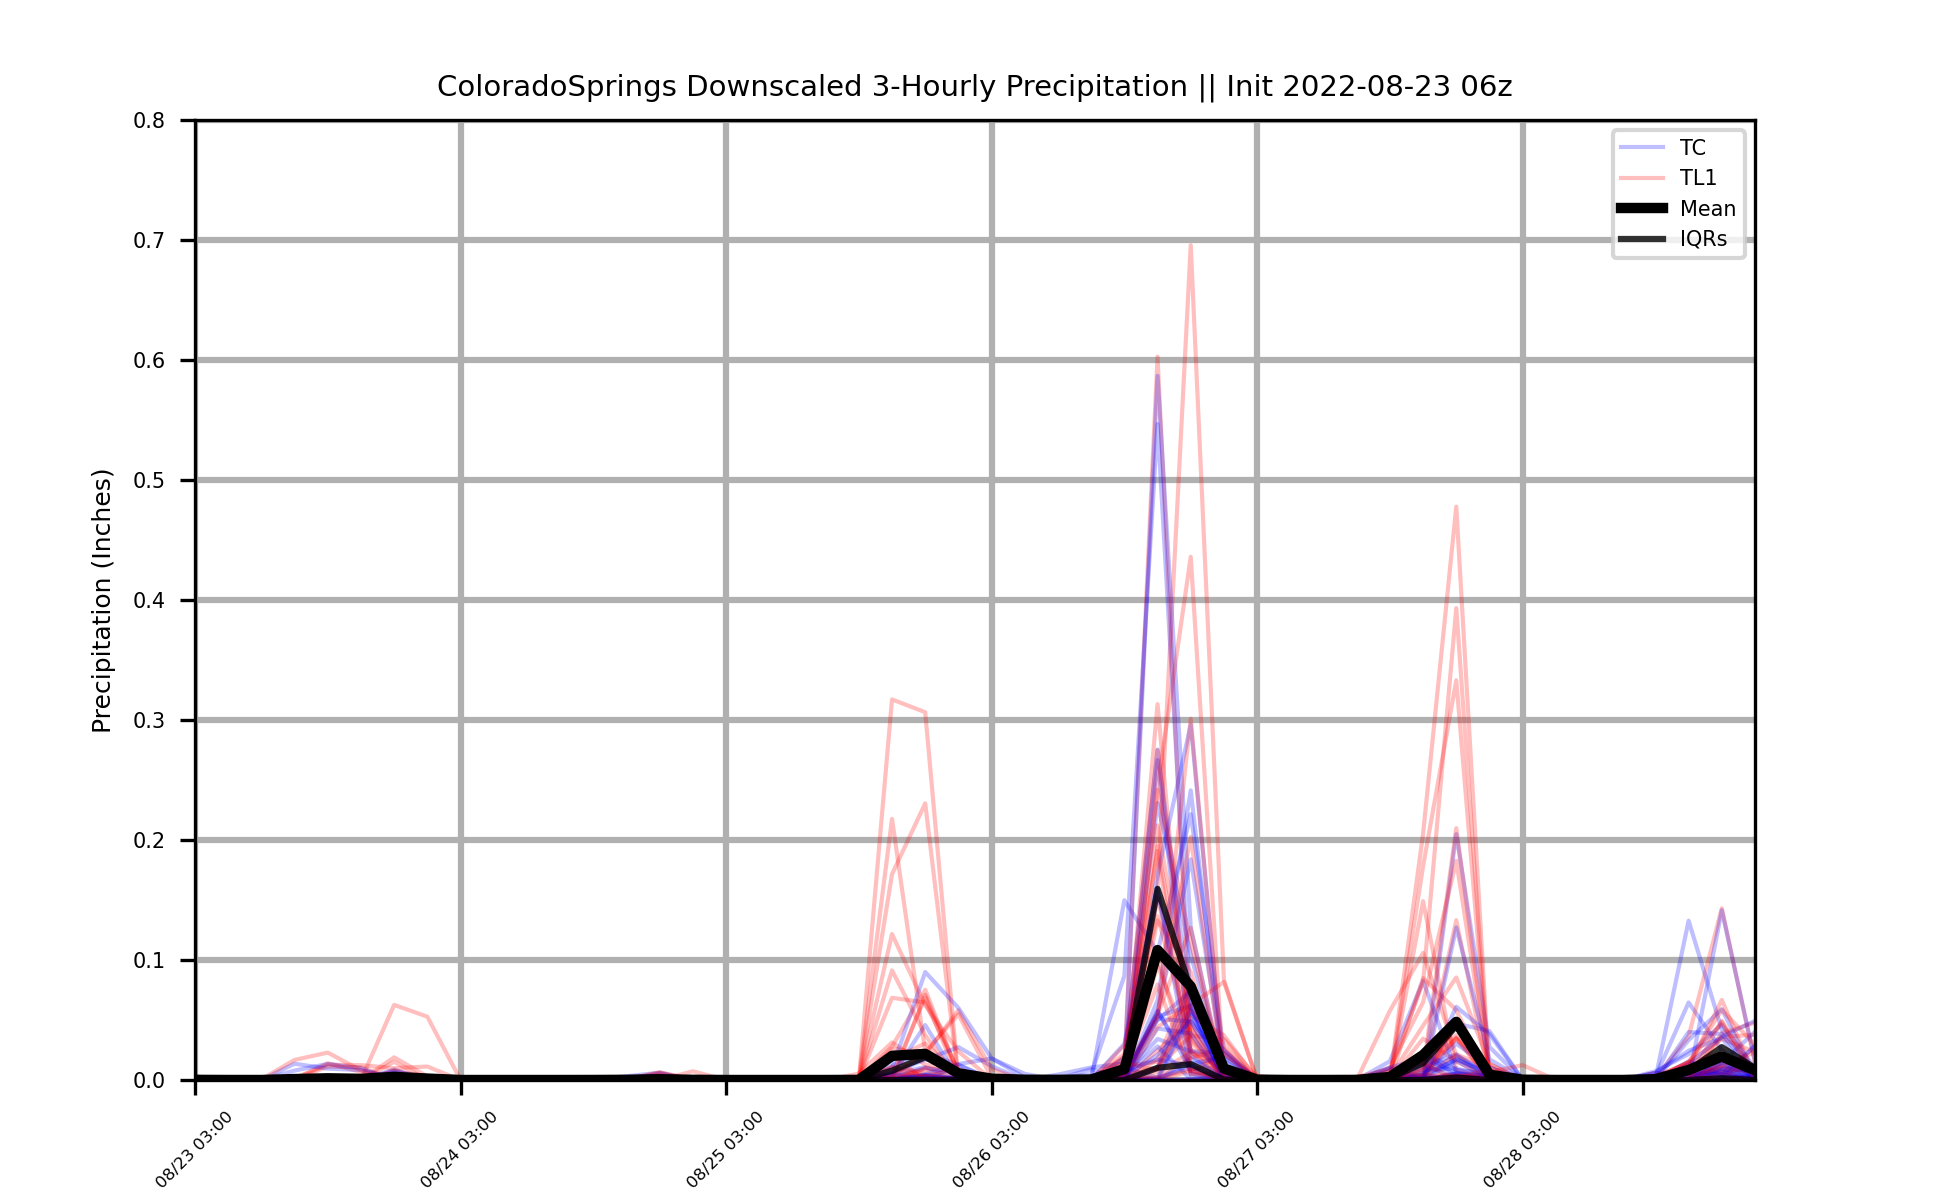 ColoradoSprings Downscaled 3-Hourly Precipitation || Init 2022-08-23 06z
Precipitation (Inches)
0.8
0.7
0.6
0.5
0.4
0.3
0.2
0.1
0.0
TC
TL1
Mean
IQRs
08/23 03:00
08/24 03:00
08/25 03:00
08/26 03:00
08/27 03:00
08/28 03:00